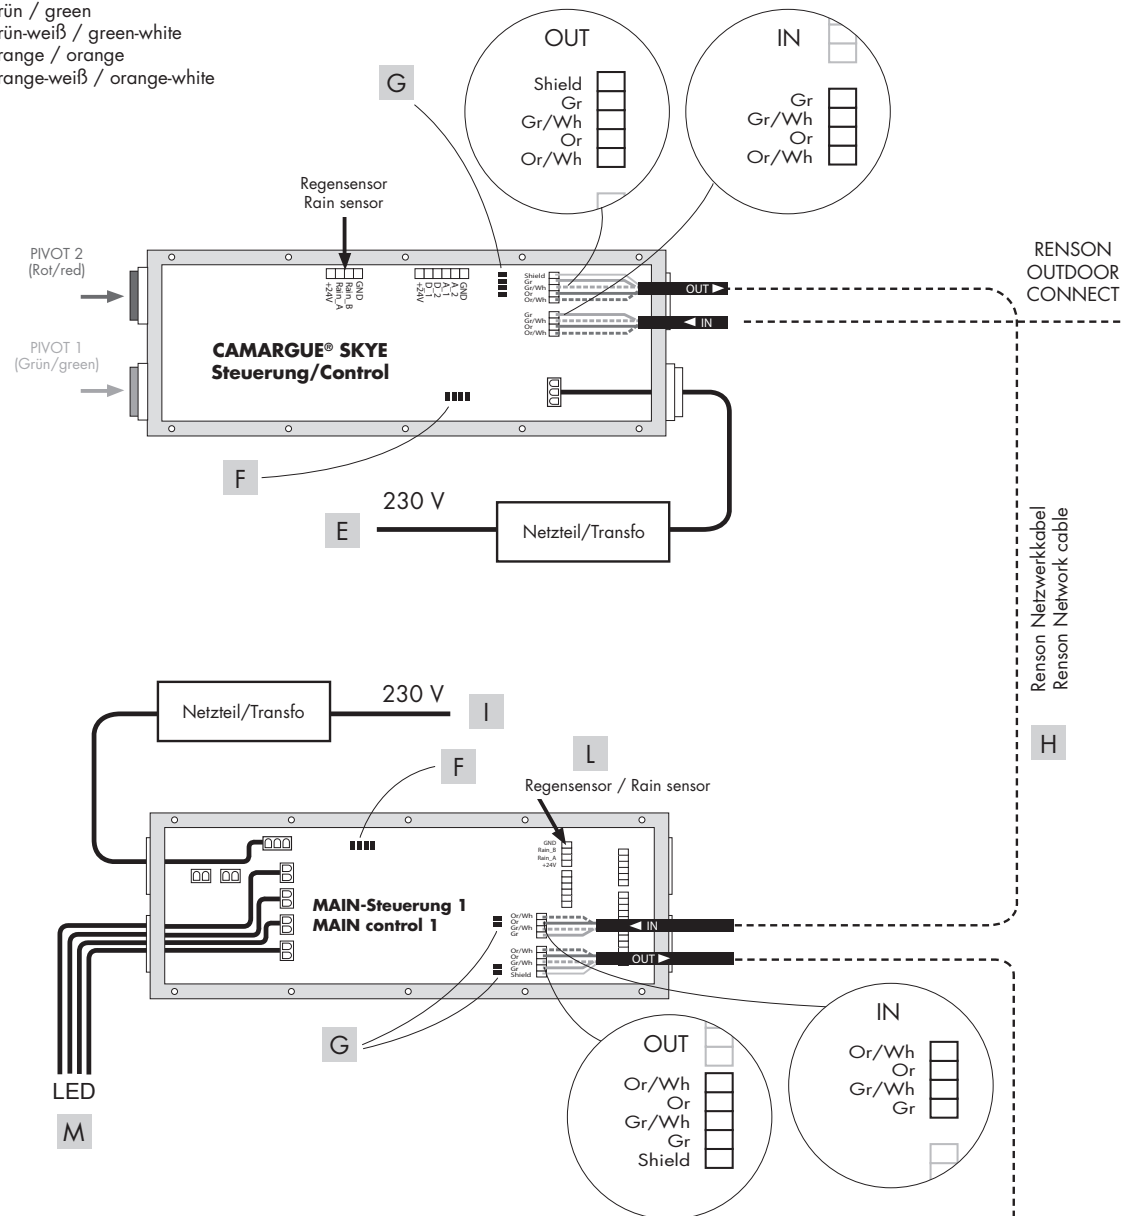 rün / green
rün-weiß / green-white
range / orange
range-weiß / orange-white
G
OUT
Shield
Gr
Gr/Wh
Or
Or/Wh
IN
Gr
Gr/Wh
Or
Or/Wh
Regensensor
Rain sensor
PIVOT 2
(Rot/red)
PIVOT 1
(Grün/green)
+24V
Rain_A
Rain_B
GND
+24V
D_1
D_2
A_1
A_2
GND
Shield
Gr
Gr/Wh
Or
Or/Wh
OUT
Gr
Gr/Wh
Or
Or/Wh
IN
RENSON
OUTDOOR
CONNECT
CAMARGUE® SKYE
Steuerung/Control
F
E
230 V
Netzteil/Transfo
Renson Netzwerkkabel
Renson Network cable
H
Netzteil/Transfo
230 V
I
F
L
Regensensor / Rain sensor
GND
Rain_B
Rain_A
+24V
MAIN-Steuerung 1
MAIN control 1
Or/Wh
Or
Gr/Wh
Gr
IN
Or/Wh
Or
Gr/Wh
Gr
Shield
OUT
G
LED
M
OUT
Or/Wh
Or
Gr/Wh
Gr
Shield
IN
Or/Wh
Or
Gr/Wh
Gr